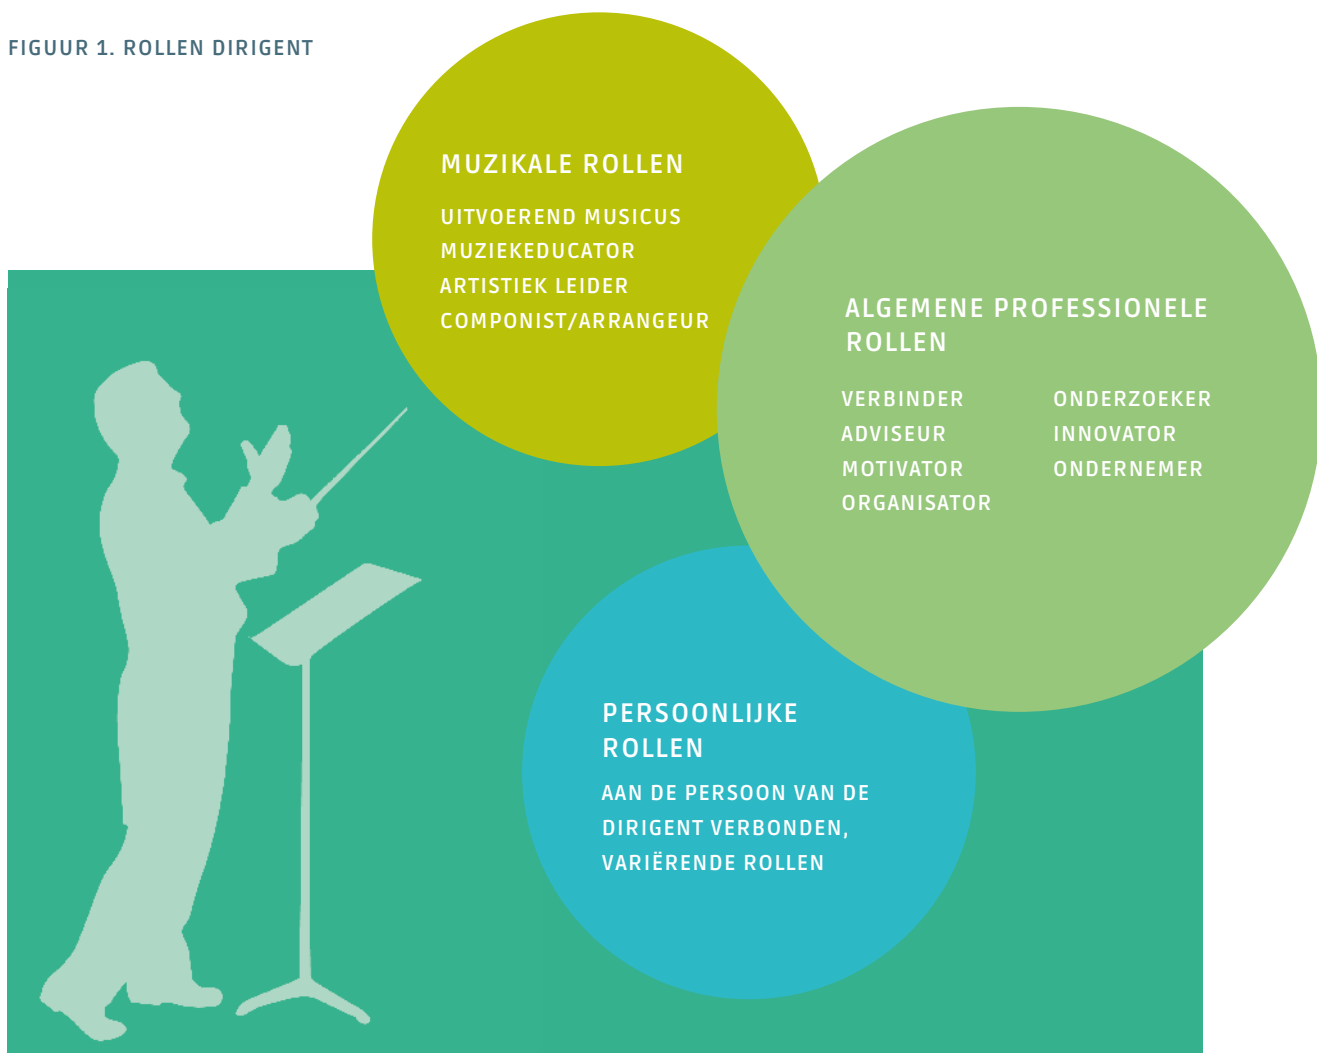 FIGUUR 1. ROLLEN DIRIGENT
MUZIKALE ROLLEN
UITVOEREND MUSICUS
MUZIEKEDUCATOR
ARTISTIEK LEIDER
COMPONIST/ARRANGEUR
ALGEMENE PROFESSIONELE
ROLLEN
VERBINDER
ADVISEUR
MOTIVATOR
ORGANISATOR
ONDERZOEKER
INNOVATOR
ONDERNEMER
PERSOONLIJKE
ROLLEN
AAN DE PERSOON VAN DE
DIRIGENT VERBONDEN,
VARIËRENDE ROLLEN